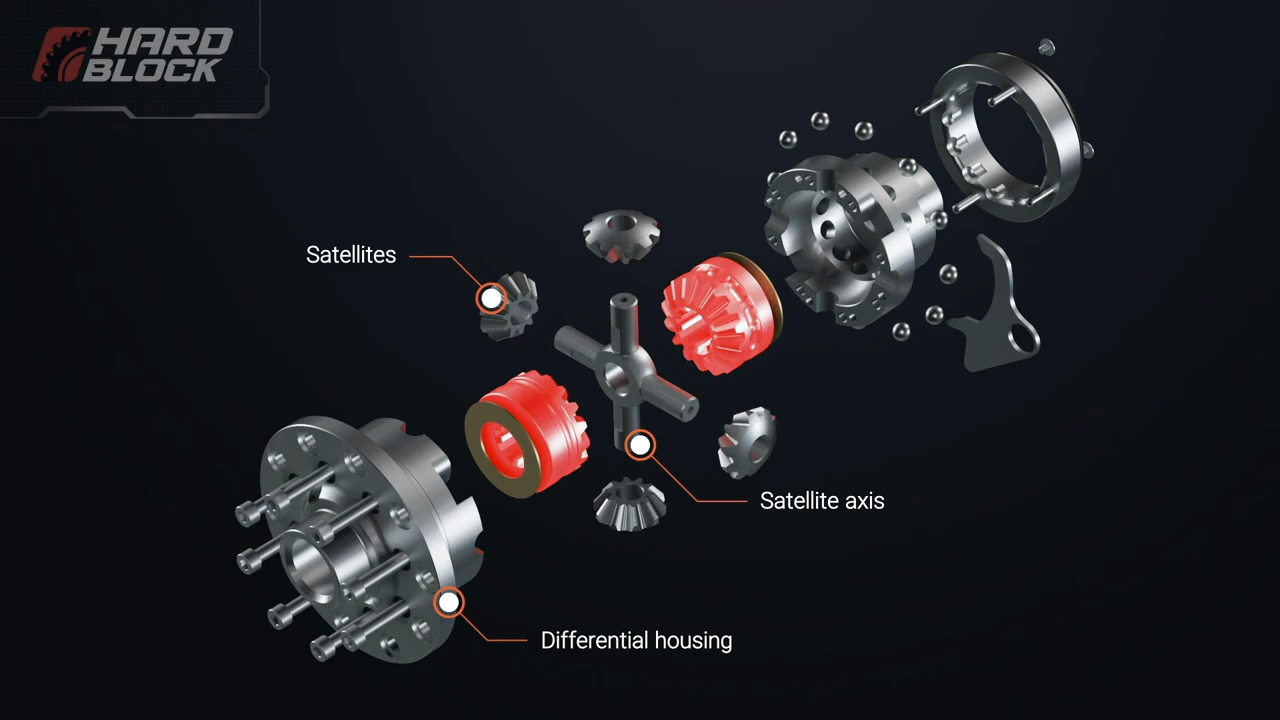 HARD
BLOCK
Satellites
Satellite axis
Differential housing